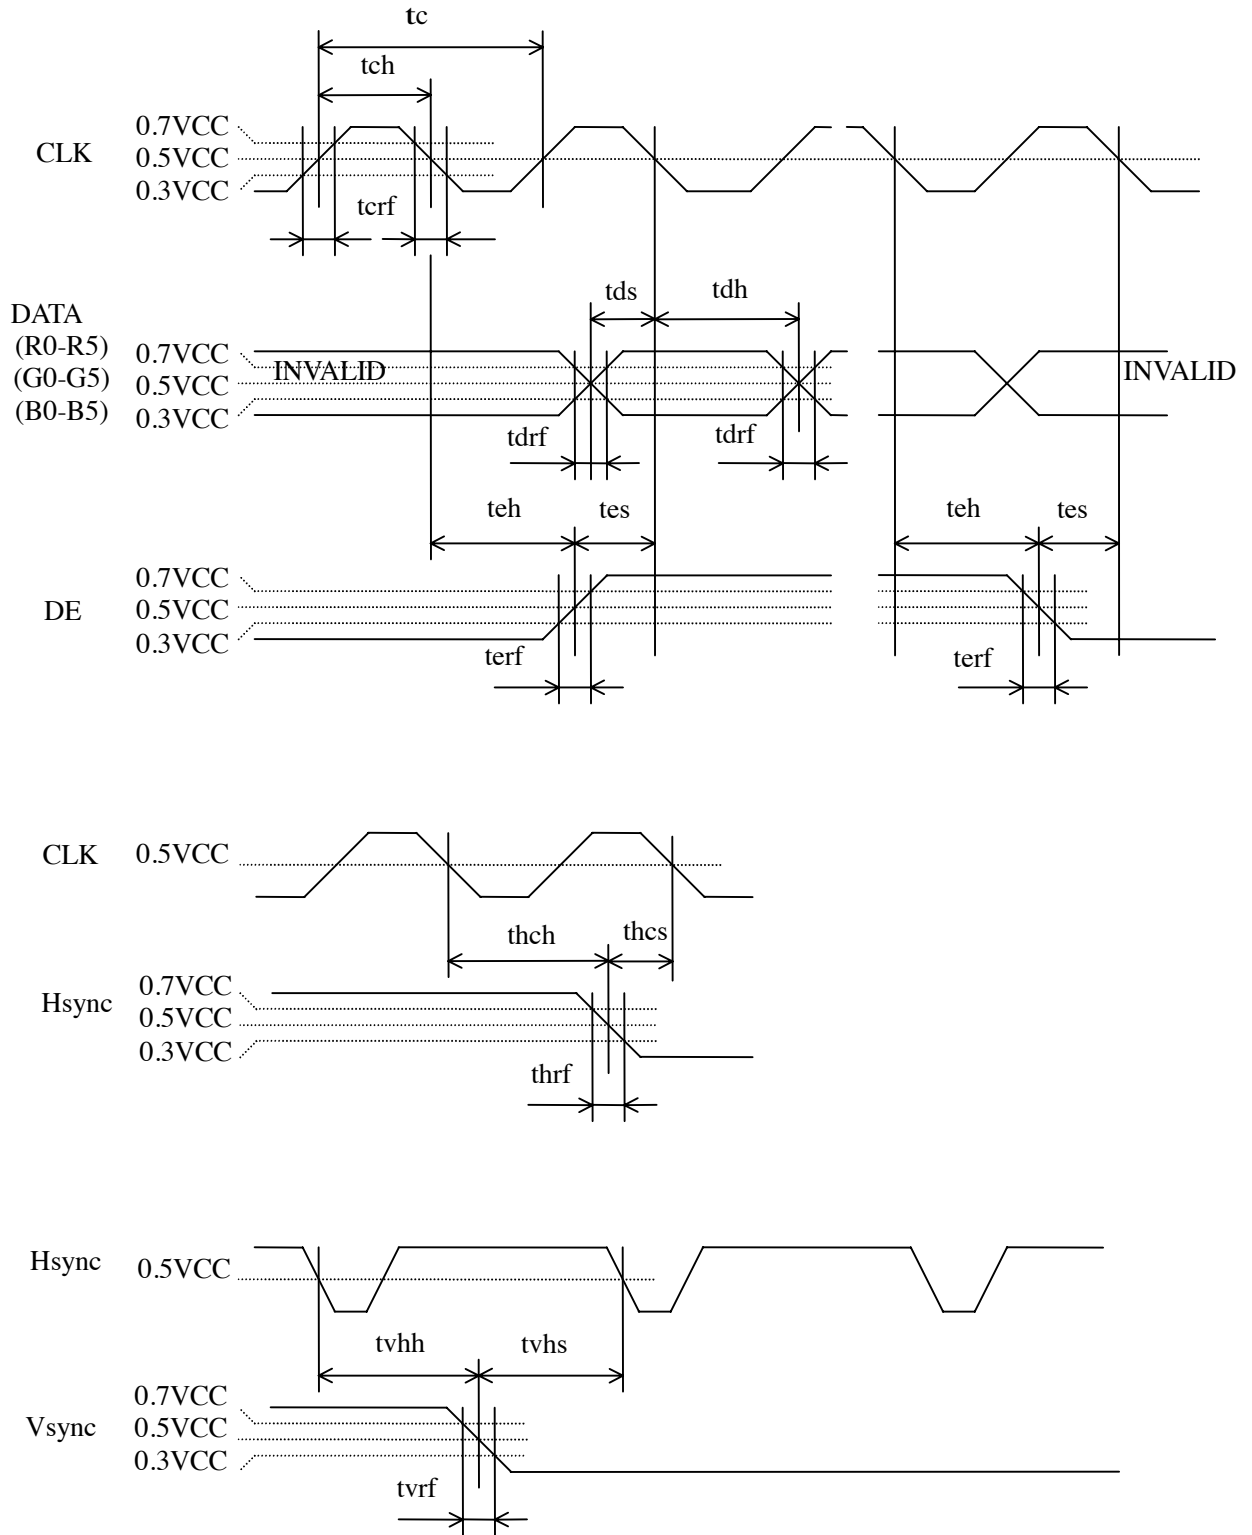 tc
tch
0.7VCC
CLK
0.5VCC
0.3VCC
tcrf
tds
tdh
DATA
(R0-R5)
0.7VCC
(G0-G5)
INVALID
0.5VCC
INVALID
(B0-B5)
0.3VCC
tdrf
tdrf
teh
tes
teh
tes
0.7VCC
DE
0.5VCC
0.3VCC
terf
terf
CLK
0.5VCC
thch
thcs
0.7VCC
Hsync
0.5VCC
0.3VCC
thrf
Hsync
0.5VCC
tvhh
tvhs
0.7VCC
Vsync
0.5VCC
0.3VCC
tvrf